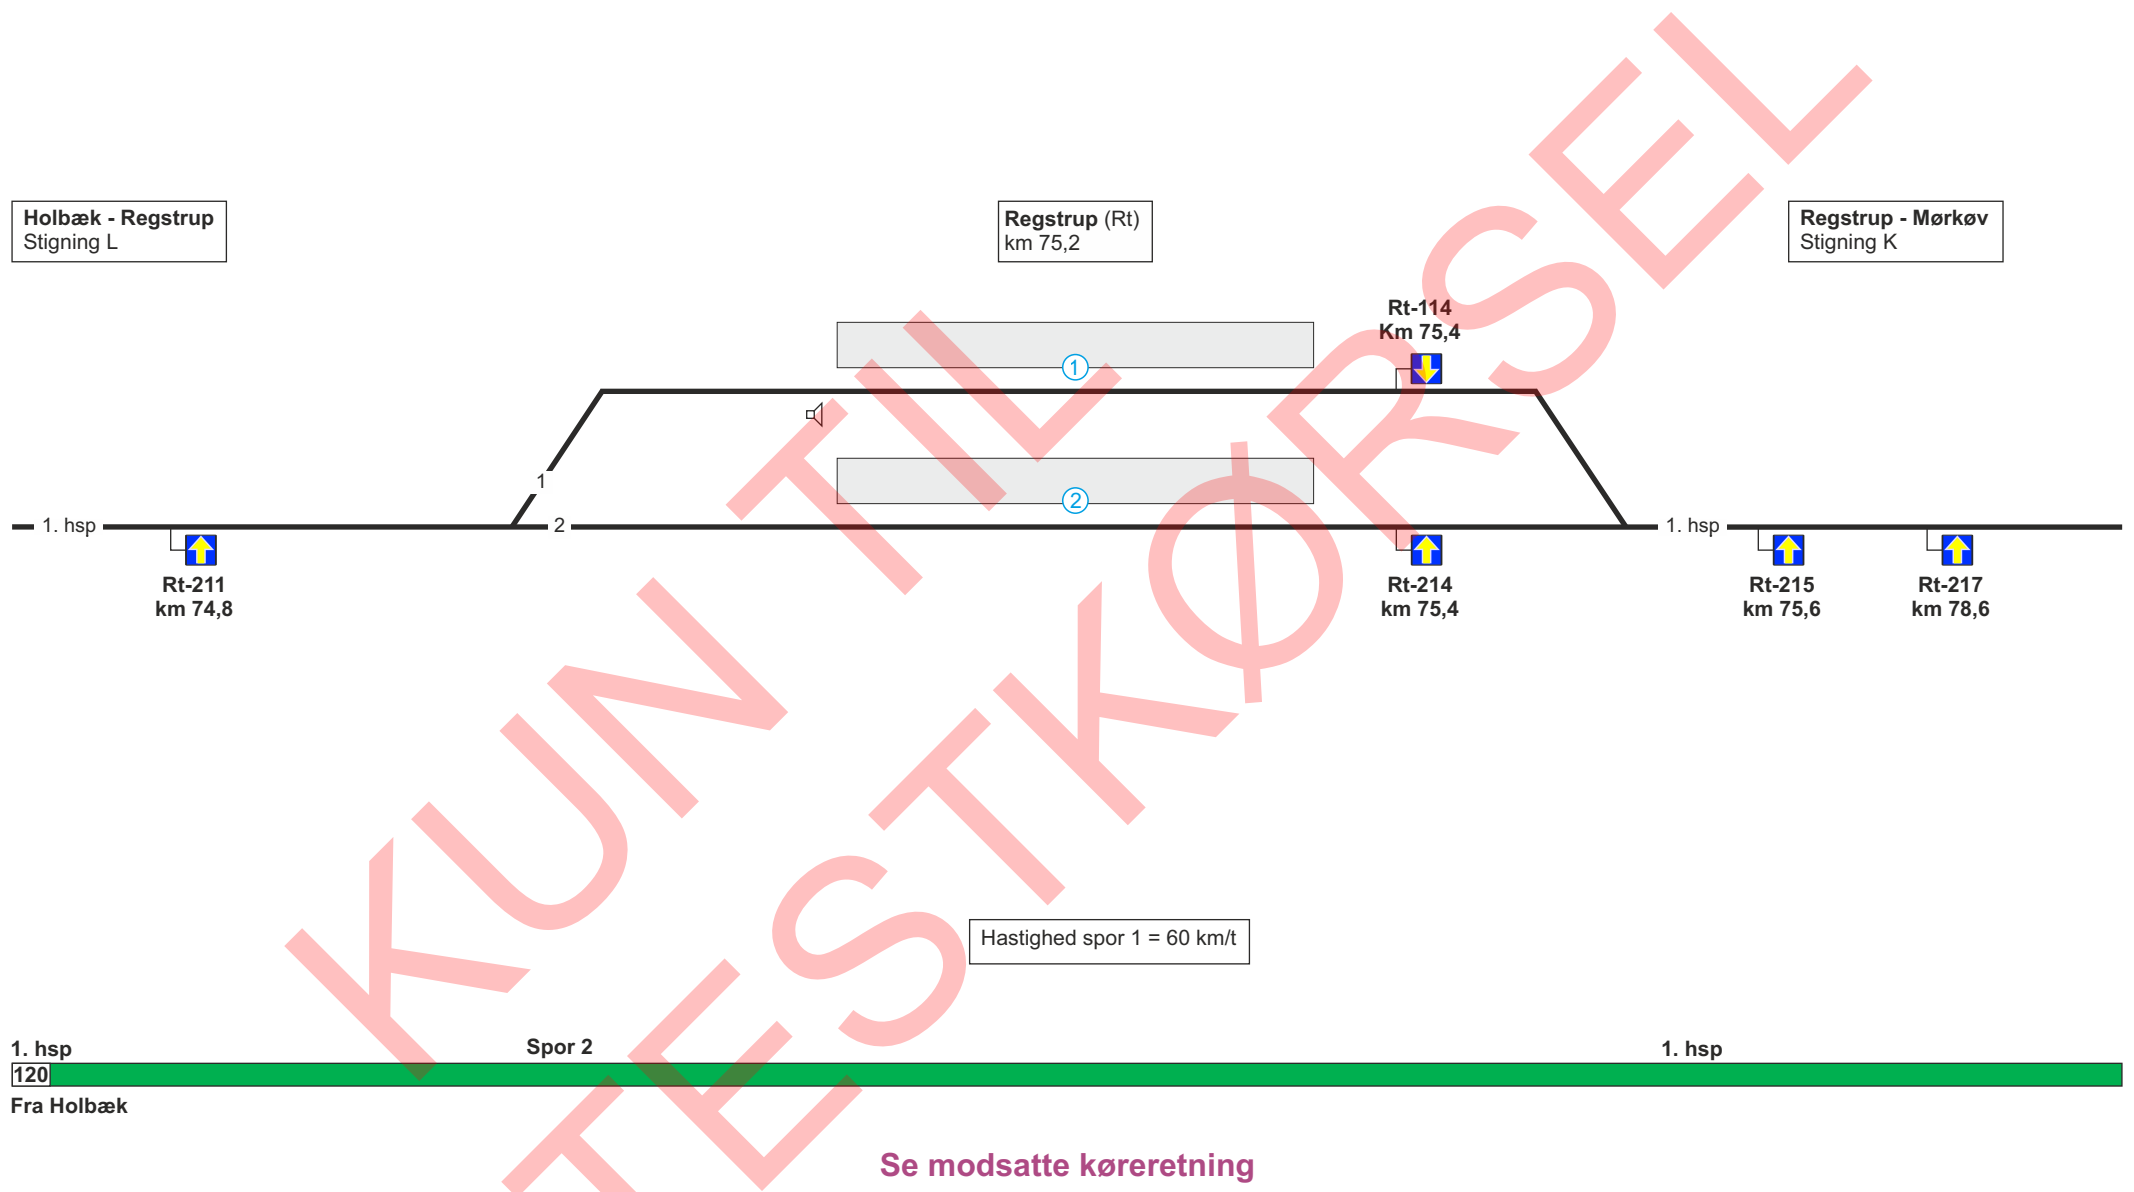 Holbæk - Regstrup
Stigning L
Regstrup (Rt)
km 75,2
Regstrup - Mørkøv
Stigning K
Rt-114
Km 75,4
1
1
2
1. hsp
2
1. hsp
Rt-211
km 74,8
Rt-214
km 75,4
Rt-215
km 75,6
Rt-217
km 78,6
KUN TIL
TESTKØRSEL
Hastighed spor 1 = 60 km/t
1. hsp
Spor 2
1. hsp
120
Fra Holbæk
Se modsatte køreretning